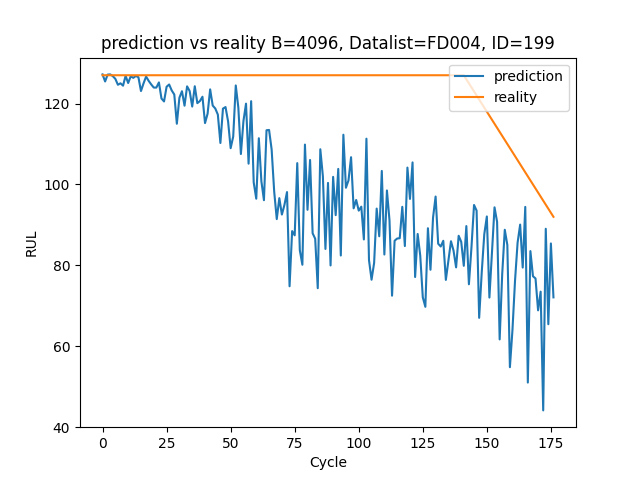 prediction vs reality B=4096, Datalist=FD004, ID=199
prediction
reality
120
100
80
60
40
RUL
0 25 50 75 100 125 150 175
Cycle